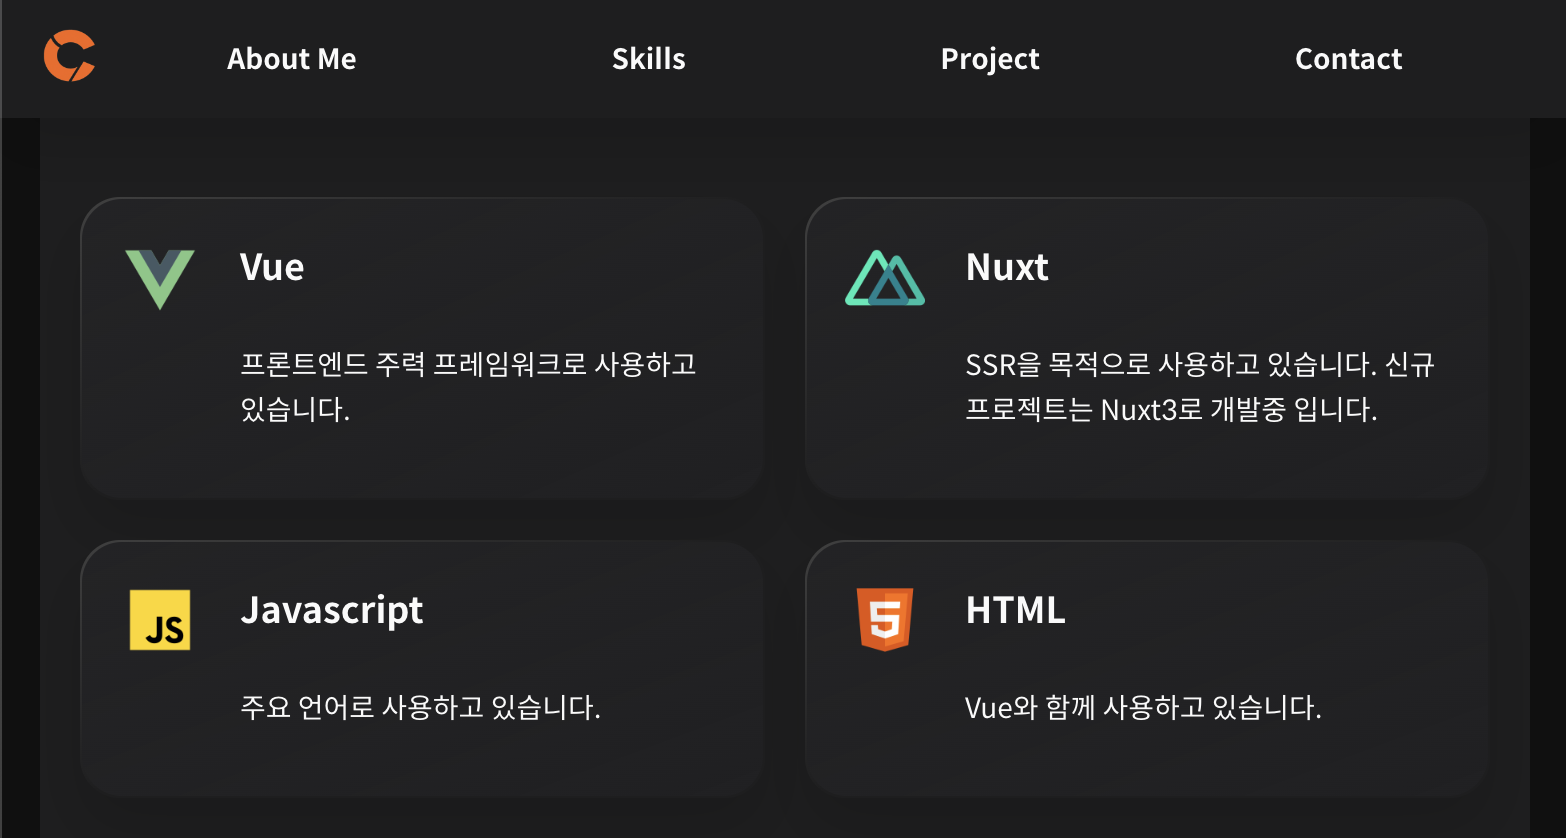 About Me
Skills
Project
Contact
Vue
프론트엔드 주력 프레임워크로 사용하고
있습니다.
Nuxt
SSR을 목적으로 사용하고 있습니다. 신규
프로젝트는 Nuxt3로 개발중 입니다.
JS
Javascript
주요 언어로 사용하고 있습니다.
5
HTML
Vue와 함께 사용하고 있습니다.